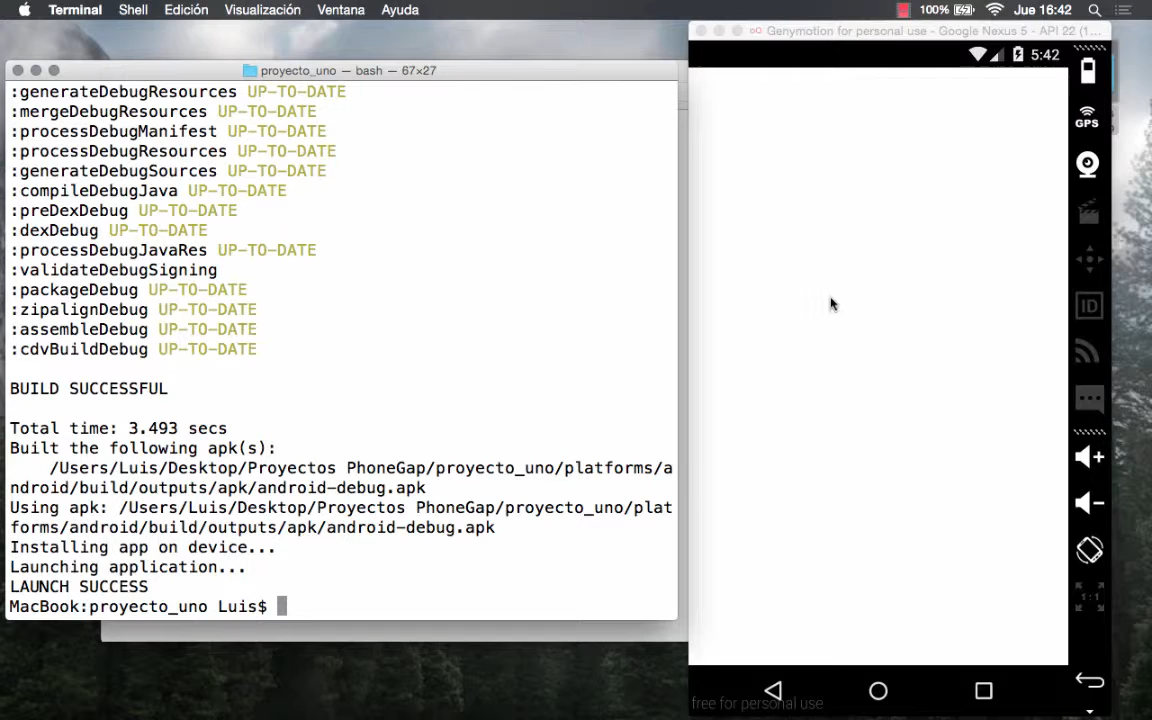 Terminal Shell Edición Visualización Ventana Ayuda 100% Jue 16:42
Genymotion for personal use - Google Nexus 5 - API 22 (1...
5:42
proyecto_uno — bash — 67×27
:generateDebugResources UP-TO-DATE
:mergeDebugResources UP-TO-DATE
:processDebugManifest UP-TO-DATE
:processDebugResources UP-TO-DATE
:generateDebugSources UP-TO-DATE
:compileDebugJava UP-TO-DATE
:preDexDebug UP-TO-DATE
:dexDebug UP-TO-DATE
:processDebugJavaRes UP-TO-DATE
:validateDebugSigning
:packageDebug UP-TO-DATE
:zipalignDebug UP-TO-DATE
:assembleDebug UP-TO-DATE
:cdvBuildDebug UP-TO-DATE
BUILD SUCCESSFUL
Total time: 3.493 secs
Built the following apk(s):
/Users/Luis/Desktop/Proyectos PhoneGap/proyecto_uno/platforms/a
ndroid/build/outputs/apk/android-debug.apk
Using apk: /Users/Luis/Desktop/Proyectos PhoneGap/proyecto_uno/plat
forms/android/build/outputs/apk/android-debug.apk
Installing app on device...
Launching application...
LAUNCH SUCCESS
MacBook:proyecto_uno Luis$
GPS
ID
1:1
free for personal use